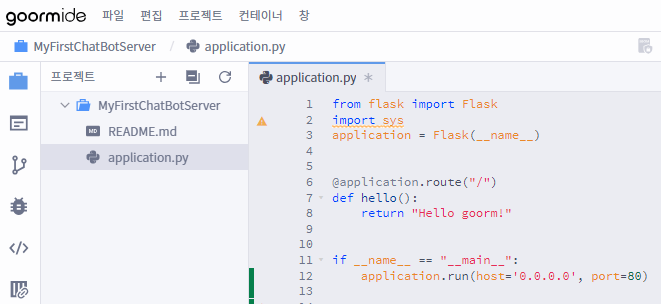 goormide 파일 편집 프로젝트 컨테이너 창
MyFirstChatBotServer / application.py
프로젝트
MyFirstChatBotServer
README.md
application.py
application.py
1 from flask import Flask
2 import sys
3 application = Flask(__name__)
4
5
6 @application.route("/")
7 def hello():
8     return "Hello goorm!"
9
10
11 if __name__ == "__main__":
12     application.run(host='0.0.0.0', port=80)
13